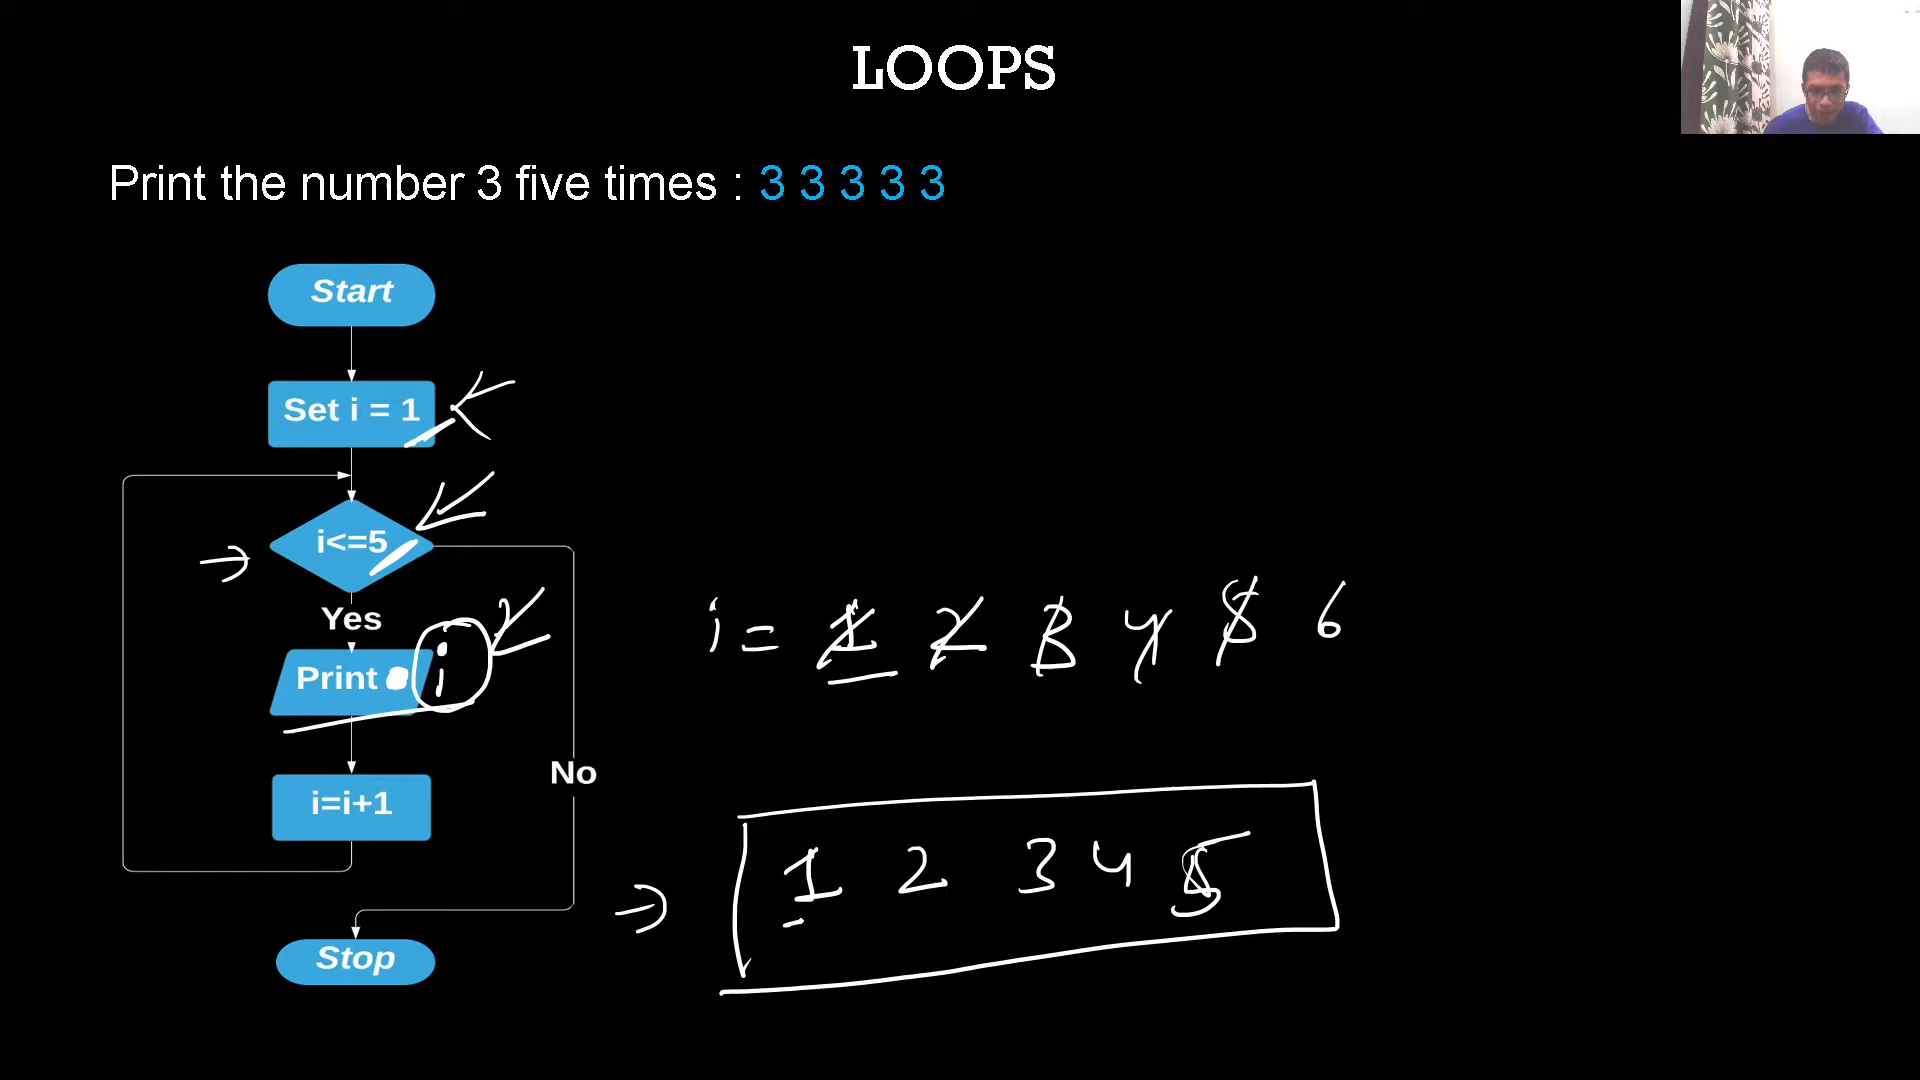 LOOPS
Print the number 3 five times : 3 3 3 3 3
Start
Set i = 1
i<=5
Yes
Print i
i=i+1
No
Stop
i = 1 2 3 4 5 6
1 2 3 4 5